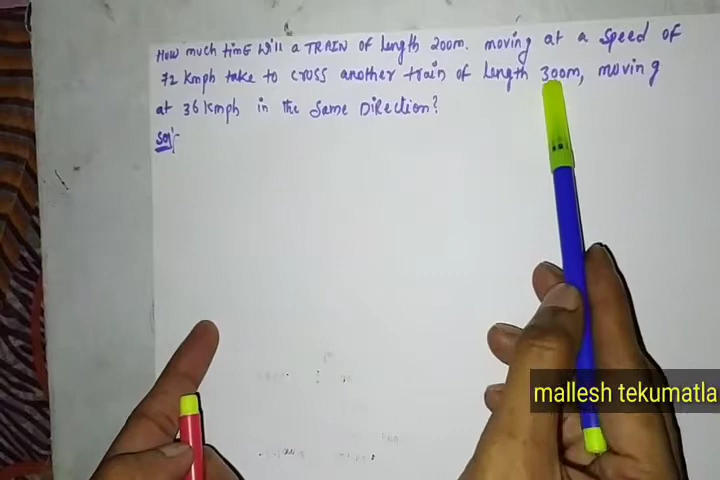 How much time will a TRAIN of length 200m. moving at a speed of
72 kmph take to cross another train of length 300m, moving
at 36 kmph in the same Direction?
Sol:-
mallesh tekumatla